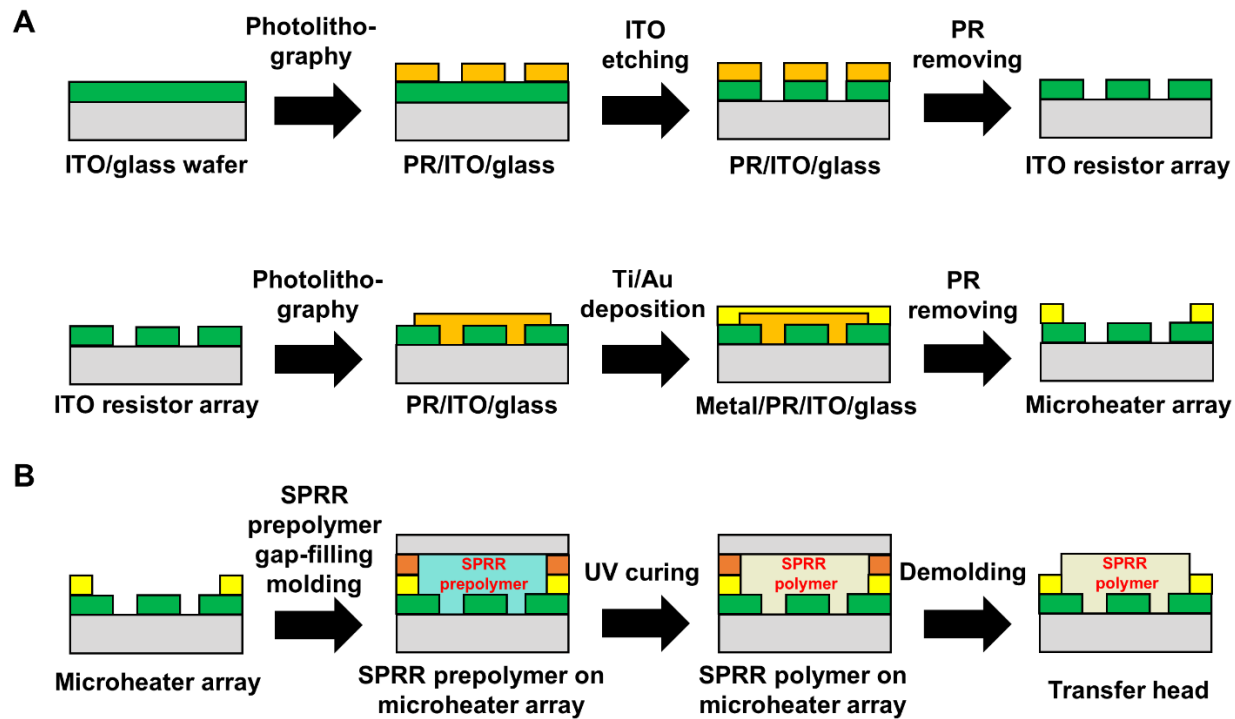 A
Photolitho-
graphy
ITO
etching
PR
removing
ITO/glass wafer
PR/ITO/glass
PR/ITO/glass
ITO resistor array
Photolitho-
graphy
Ti/Au
deposition
PR
removing
ITO resistor array
PR/ITO/glass
Metal/PR/ITO/glass
Microheater array
B
SPRR
prepolymer
gap-filling
molding
UV curing
Demolding
SPRR
prepolymer
SPRR
polymer
SPRR
polymer
Microheater array
SPRR prepolymer on
microheater array
SPRR polymer on
microheater array
Transfer head